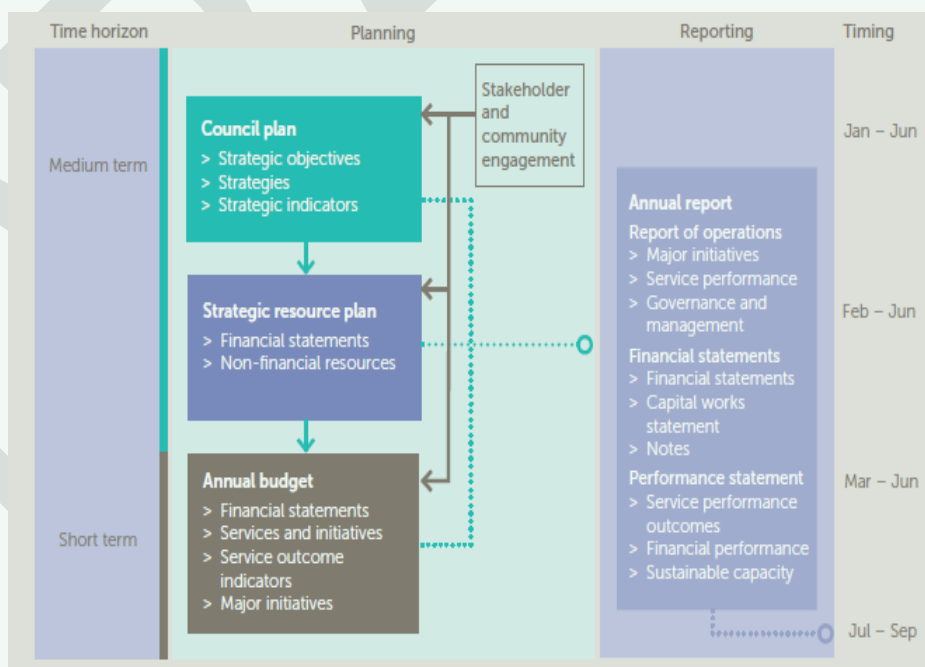 Time horizon
Planning
Reporting
Timing
Medium term
Short term
Council plan
> Strategic objectives
> Strategies
> Strategic indicators
Stakeholder
and
community
engagement
Strategic resource plan
> Financial statements
> Non-financial resources
Annual budget
> Financial statements
> Services and initiatives
> Service outcome
indicators
> Major initiatives
Annual report
Report of operations
> Major initiatives
> Service performance
> Governance and
management
Financial statements
> Financial statements
> Capital works
statement
> Notes
Performance statement
> Service performance
outcomes
> Financial performance
> Sustainable capacity
Jan – Jun
Feb – Jun
Mar – Jun
Jul – Sep